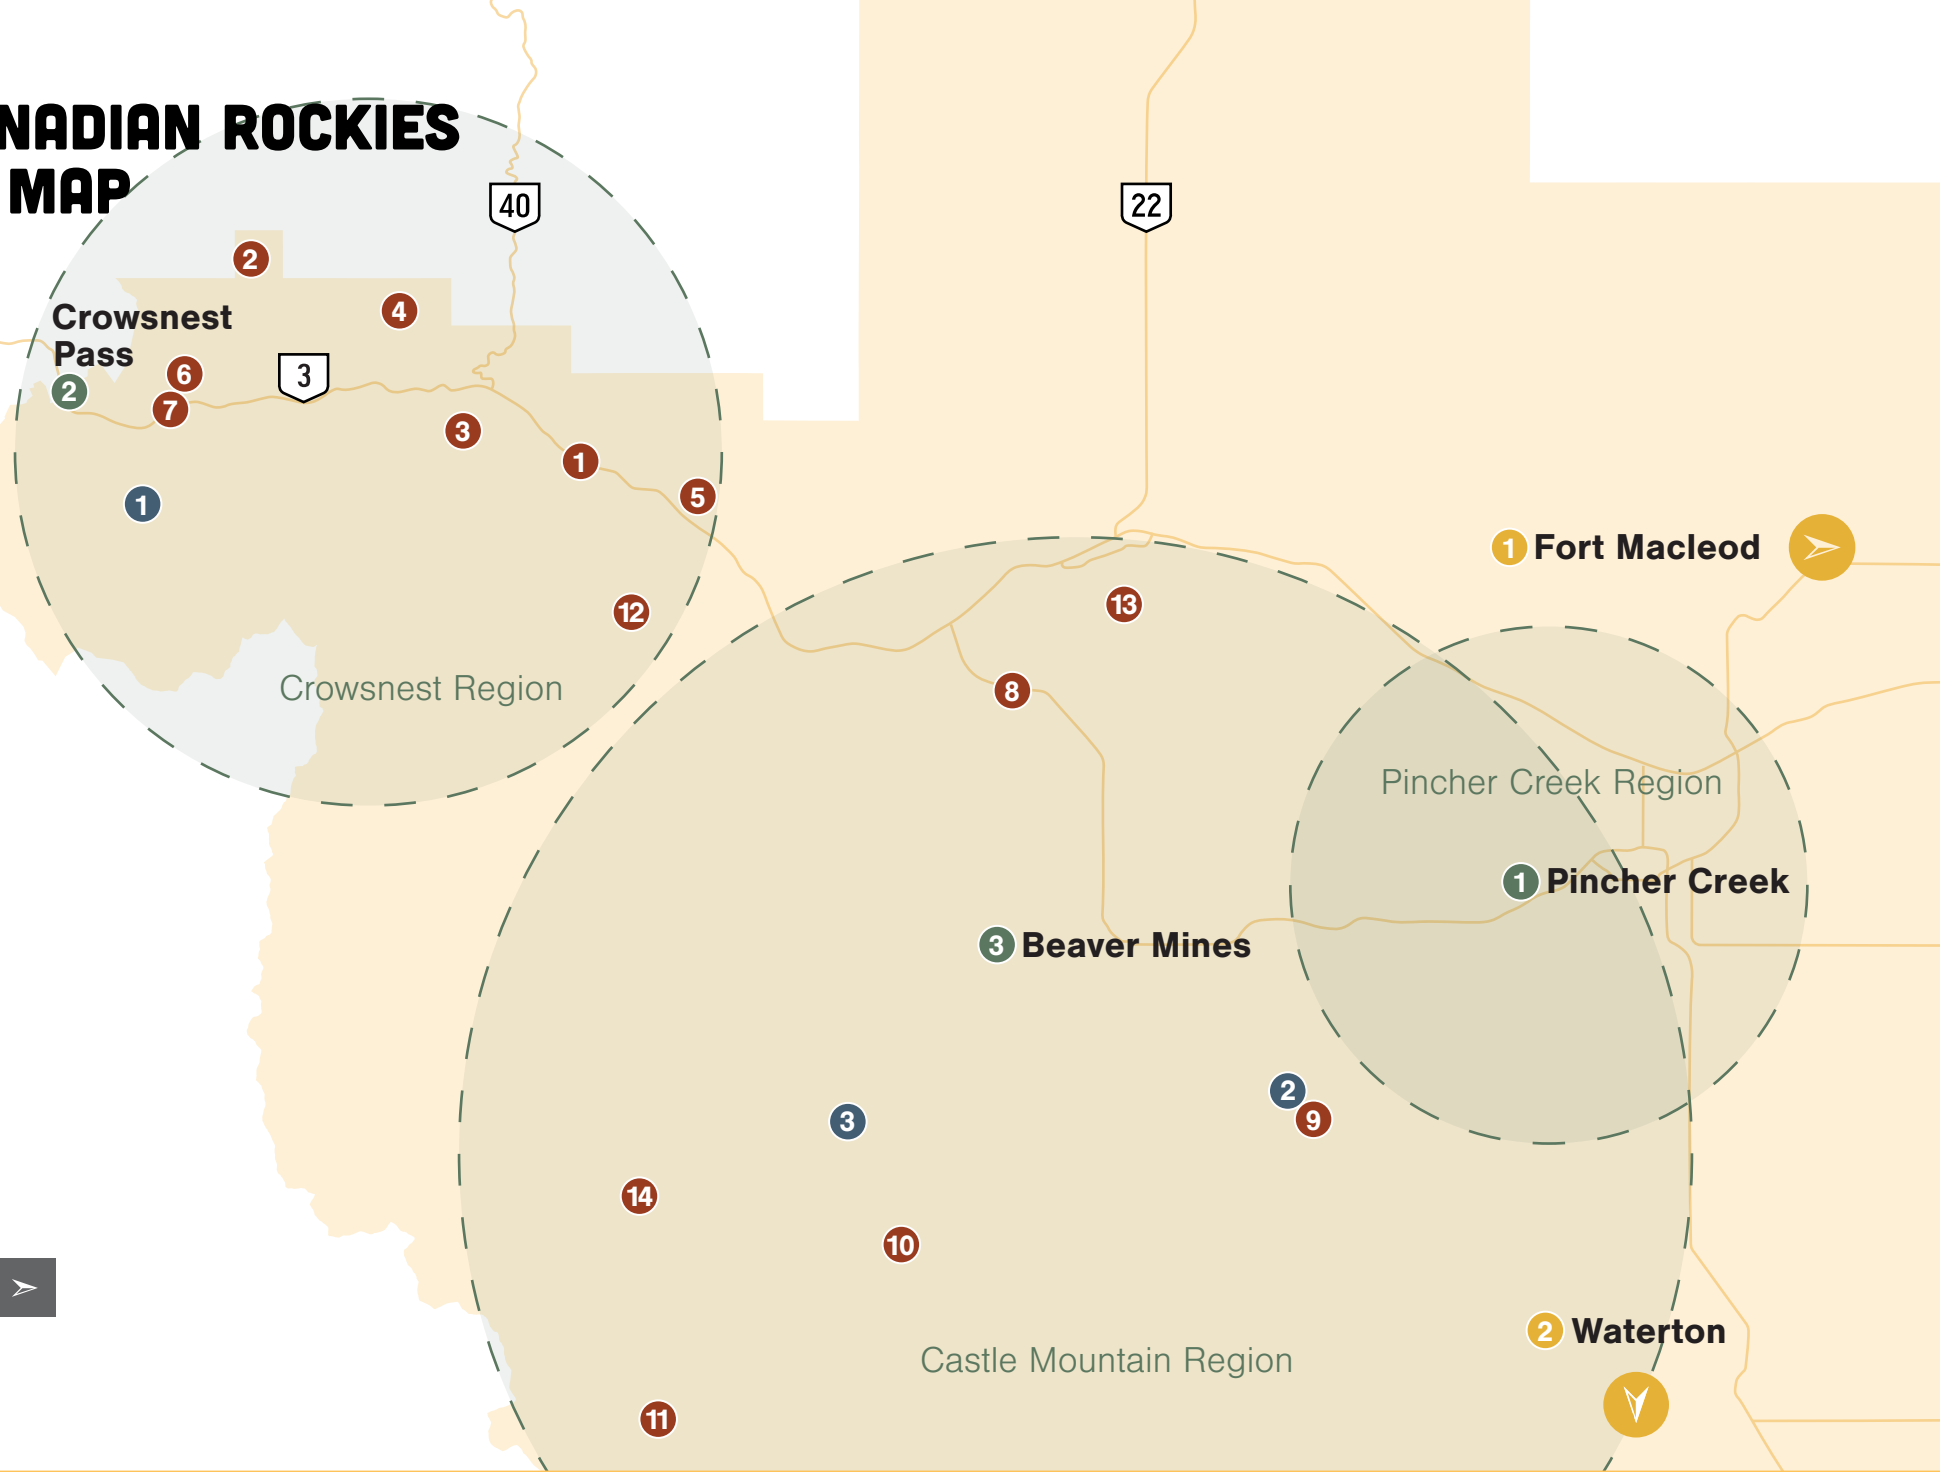 NADIAN ROCKIES
MAP
40
22
2
4
Crowsnest
Pass
6
3
2
7
3
1
5
1
1 Fort Macleod
12
13
Crowsnest Region
8
Pincher Creek Region
1 Pincher Creek
3 Beaver Mines
2
3
9
14
10
2 Waterton
Castle Mountain Region
11